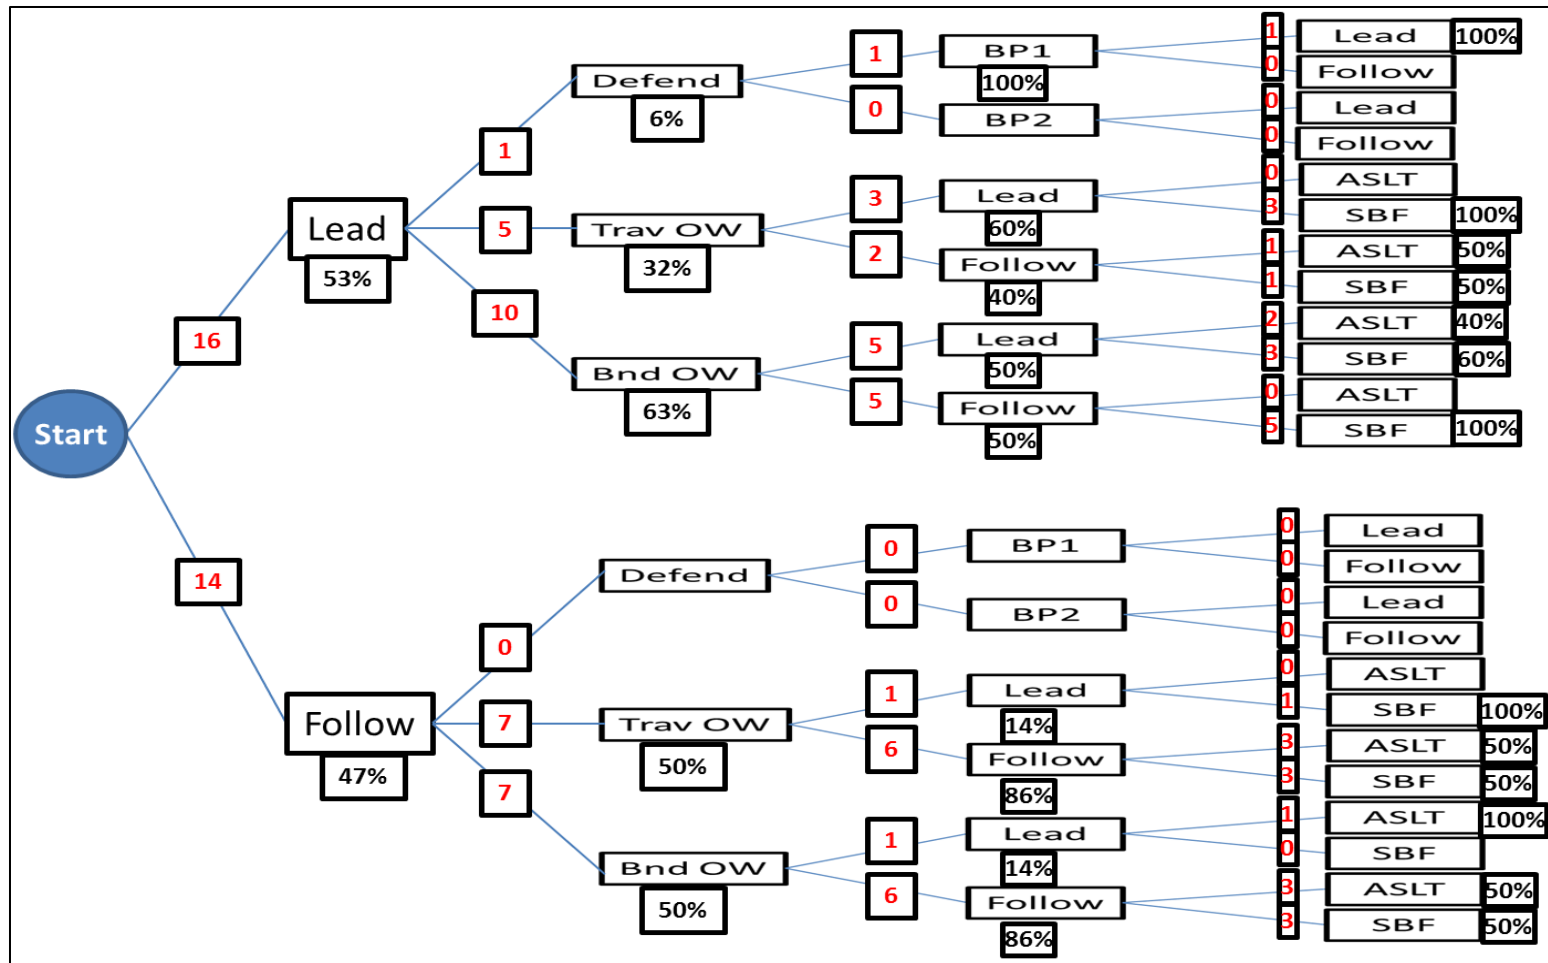 1 Lead 100%
1 BP1 0 Follow
Defend 100%
6% 0 BP2 0 Lead
0 Follow
1
3 Lead 0 ASLT
60% 3 SBF 100%
Lead 5 Trav OW
53% 32% 2 Follow 1 ASLT 50%
40% 1 SBF 50%
10
5 Lead 2 ASLT 40%
16 50% 3 SBF 60%
Bnd OW
63% 5 Follow 0 ASLT
50% 5 SBF 100%
Start
0 BP1 0 Lead
0 Follow
Defend
14 0 BP2 0 Lead
0 Follow
0
1 Lead 0 ASLT
14% 1 SBF 100%
Follow 7 Trav OW
47% 50% 6 Follow 3 ASLT 50%
86% 3 SBF 50%
7
1 Lead 1 ASLT 100%
14% 0 SBF
Bnd OW
50% 6 Follow 3 ASLT 50%
86% 3 SBF 50%